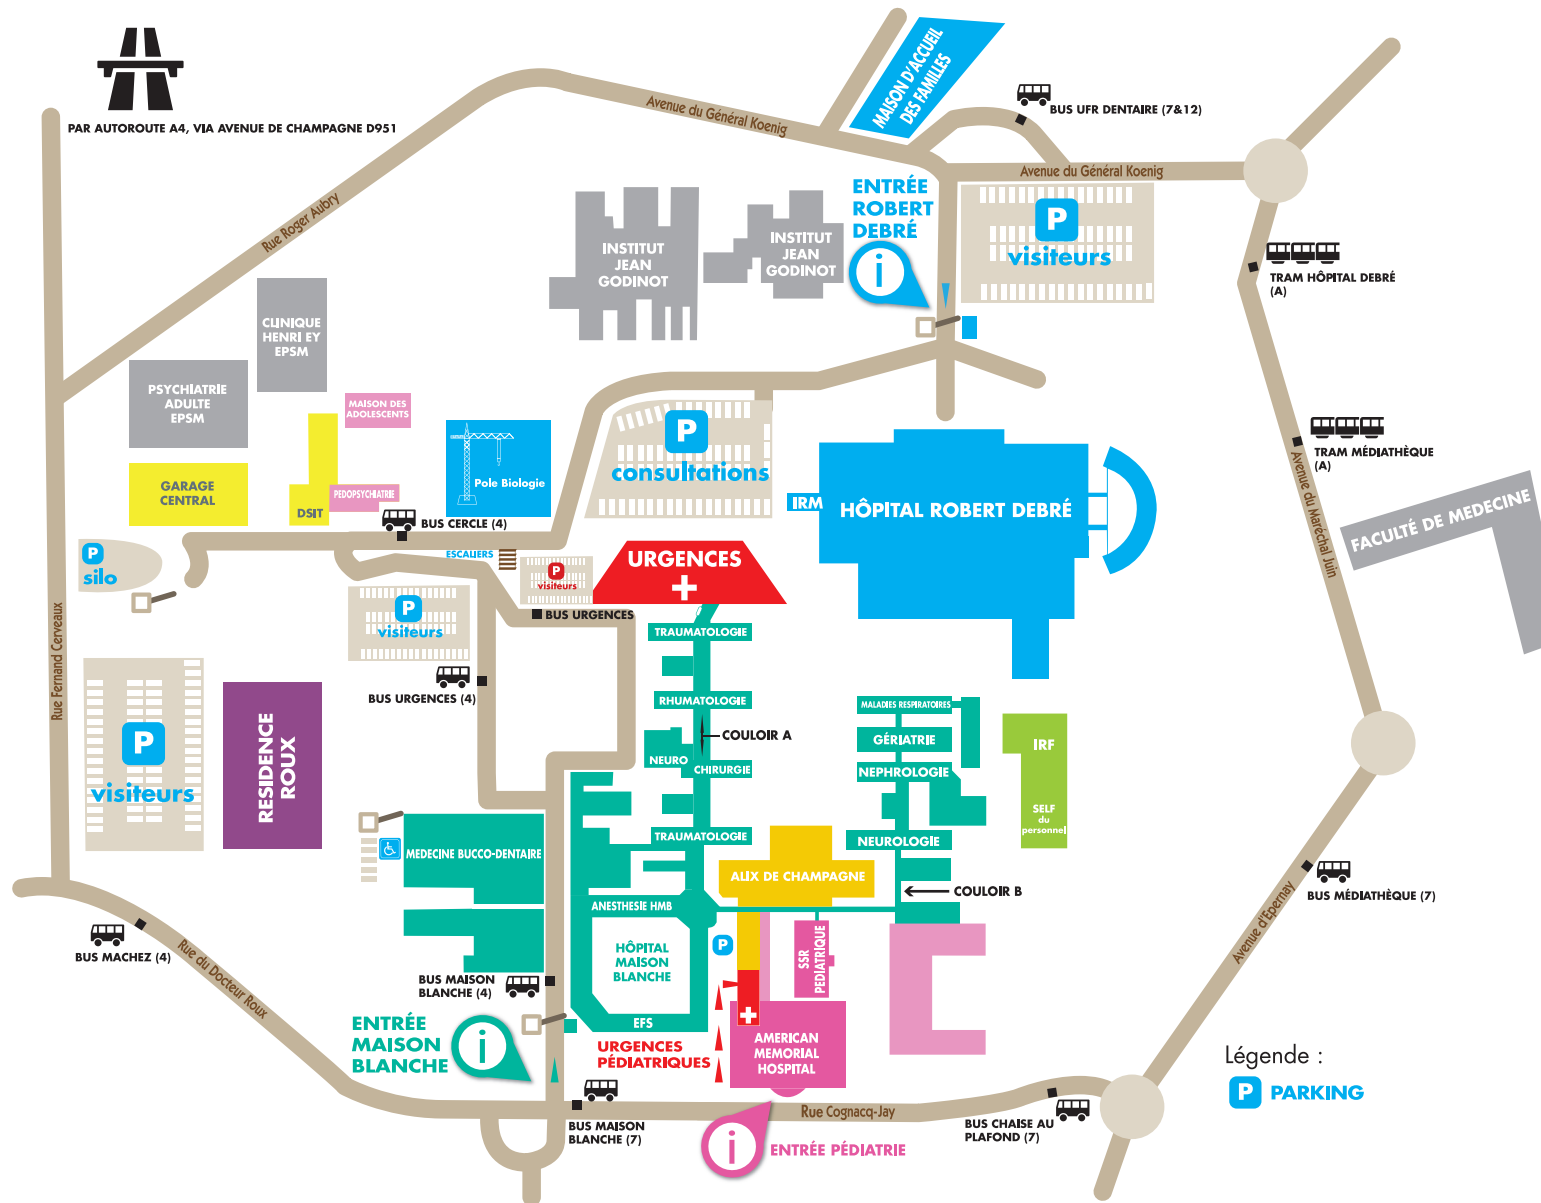 PAR AUTOROUTE A4, VIA AVENUE DE CHAMPAGNE D951
Avenue du Général Koenig
MAISON D'ACCUEIL
DES FAMILLES
BUS UFR DENTAIRE (7&12)
Avenue du Général Koenig
Rue Roger Aubry
ENTRÉE
ROBERT
DEBRÉ
i
P
visiteurs
INSTITUT
JEAN
GODINOT
INSTITUT
JEAN
GODINOT
TRAM HÔPITAL DEBRÉ
(A)
CLINIQUE
HENRI EY
EPSM
PSYCHIATRIE
ADULTE
EPSM
MAISON DES
ADOLESCENTS
P
consultations
TRAM MÉDIATHÈQUE
(A)
Avenue du Maréchal Juin
GARAGE
CENTRAL
DSIT
PEDOPSYCHIATRIE
Pole Biologie
IRM
HÔPITAL ROBERT DEBRÉ
FACULTÉ DE MEDECINE
BUS CERCLE (4)
ESCALIERS
P
silo
P
visiteurs
URGENCES
BUS URGENCES
P
visiteurs
Rue Fernand Cerveaux
TRAUMATOLOGIE
BUS URGENCES (4)
RHUMATOLOGIE
MALADIES RESPIRATOIRES
P
visiteurs
RESIDENCE
ROUX
COULOIR A
GÉRIATRIE
IRF
NEURO
CHIRURGIE
NEPHROLOGIE
SELF
du
personnel
TRAUMATOLOGIE
NEUROLOGIE
MEDECINE BUCCO-DENTAIRE
ALIX DE CHAMPAGNE
COULOIR B
BUS MÉDIATHÈQUE (7)
Avenue d'Epernay
ANESTHESIE HMB
BUS MACHEZ (4)
Rue du Docteur Roux
HÔPITAL
MAISON
BLANCHE
P
SSR
PEDIATRIQUE
BUS MAISON
BLANCHE (4)
EFS
ENTRÉE
MAISON
BLANCHE
i
URGENCES
PÉDIATRIQUES
AMERICAN
MEMORIAL
HOSPITAL
Légende :
P PARKING
Rue Cognacq-Jay
BUS MAISON
BLANCHE (7)
BUS CHAISE AU
PLAFOND (7)
i
ENTRÉE PÉDIATRIE